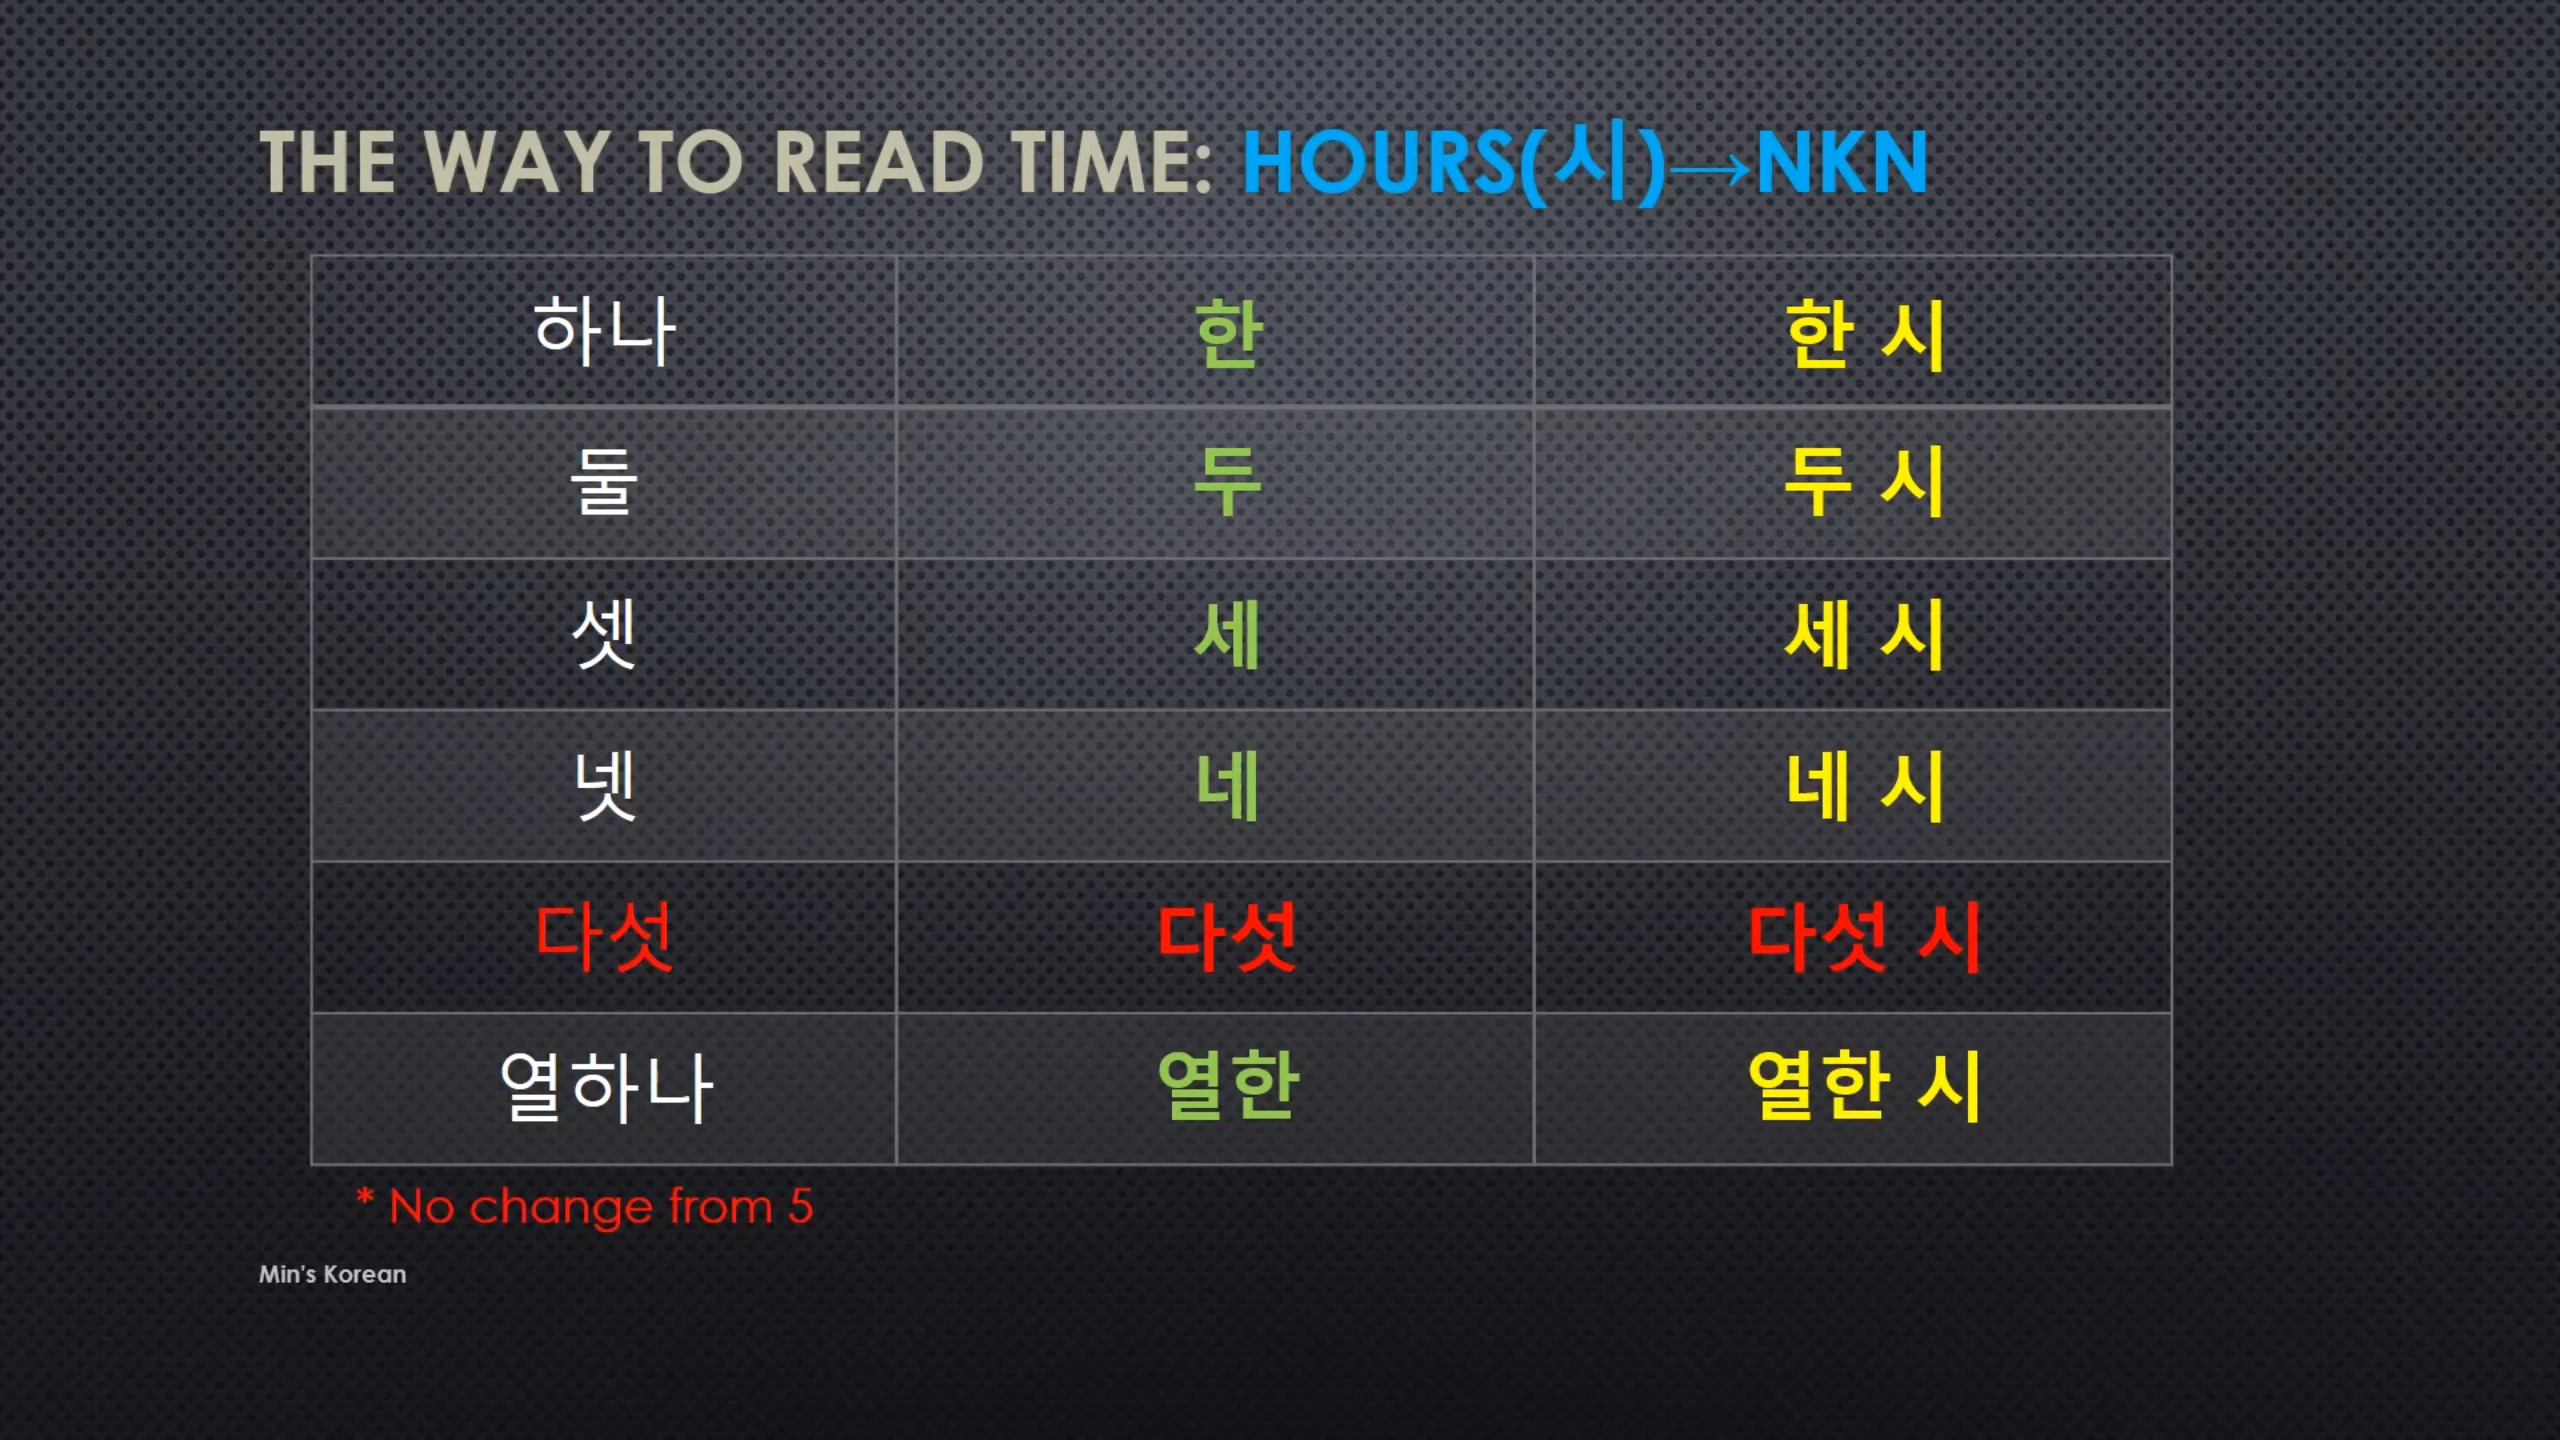 THE WAY TO READ TIME: HOURS(시)→NKN
하나 한 한 시
둘 두 두 시
셋 세 세 시
넷 네 네 시
다섯 다섯 다섯 시
열하나 열한 열한 시
* No change from 5
Min's Korean